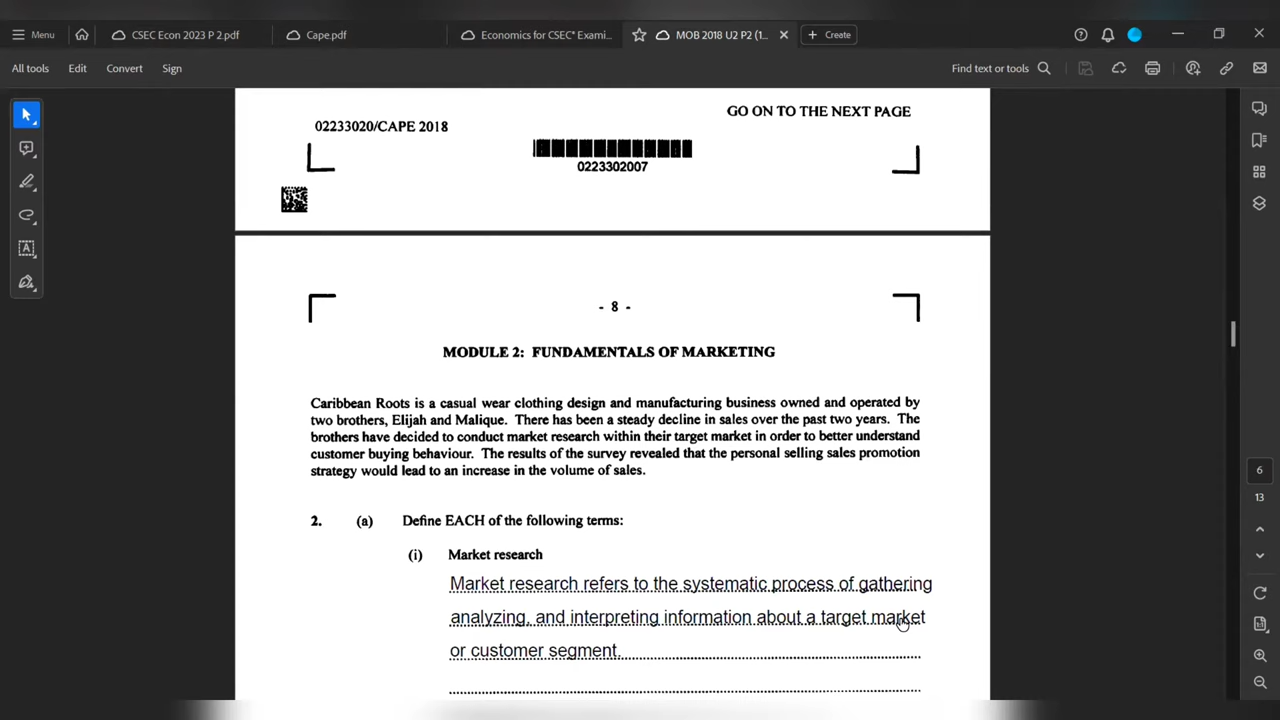 Menu
CSEC Econ 2023 P 2.pdf
Cape.pdf
Economics for CSEC* Exami...
MOB 2018 U2 P2 (1...
Create
All tools Edit Convert Sign
Find text or tools
GO ON TO THE NEXT PAGE
02233020/CAPE 2018
0223302007
- 8 -
MODULE 2: FUNDAMENTALS OF MARKETING
Caribbean Roots is a casual wear clothing design and manufacturing business owned and operated by
two brothers, Elijah and Malique. There has been a steady decline in sales over the past two years. The
brothers have decided to conduct market research within their target market in order to better understand
customer buying behaviour. The results of the survey revealed that the personal selling sales promotion
strategy would lead to an increase in the volume of sales.
2. (a) Define EACH of the following terms:
(i) Market research
Market research refers to the systematic process of gathering
analyzing, and interpreting information about a target market
or customer segment.
6
13